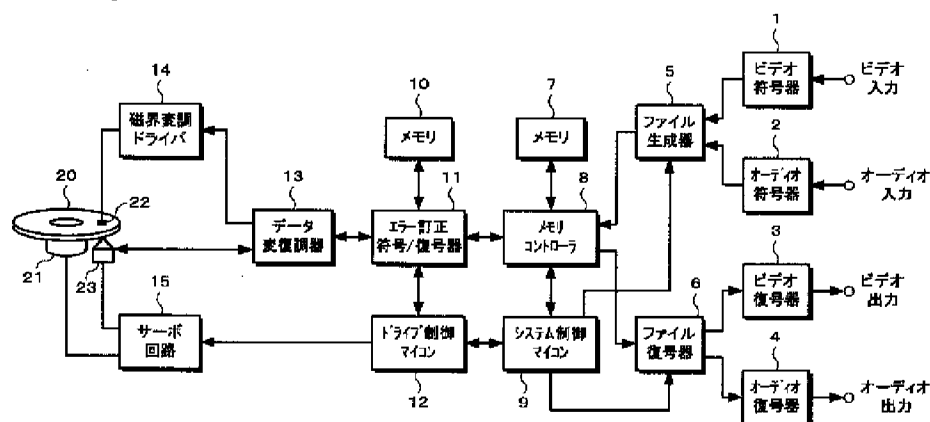 1
ビデオ
符号器
ビデオ
入力
14
磁界変調
ドライバ
10
メモリ
7
メモリ
5
ファイル
生成器
2
オーディオ
符号器
オーディオ
入力
20
22
13
データ
変復調器
11
エラー訂正
符号/復号器
8
メモリ
コントローラ
21
23
3
ビデオ
復号器
ビデオ
出力
15
サーボ
回路
ドライブ制御
マイコン
12
システム制御
マイコン
9
6
ファイル
復号器
4
オーディオ
復号器
オーディオ
出力